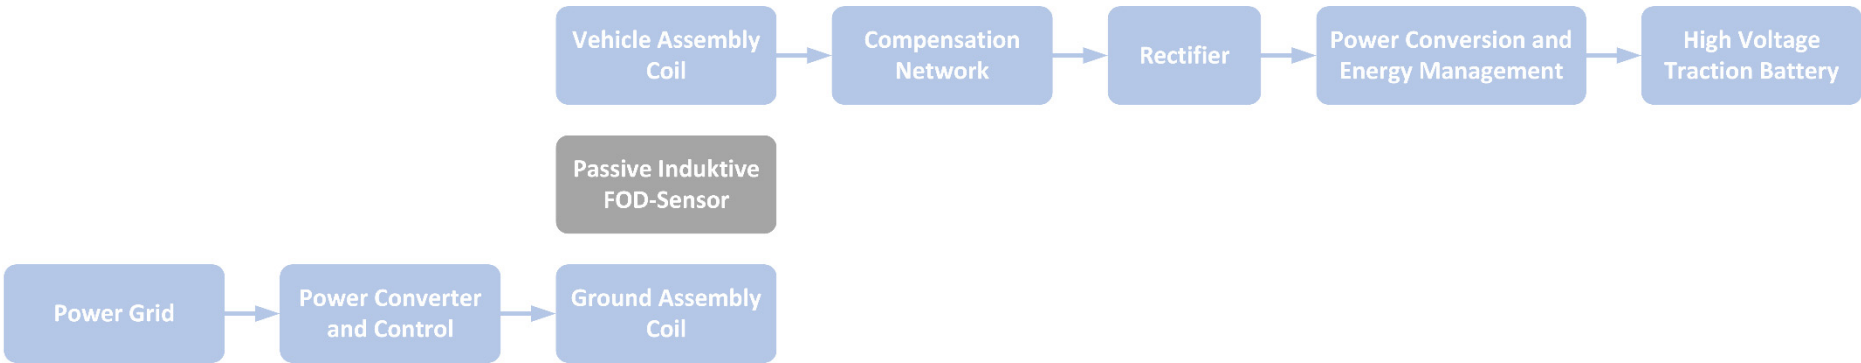 Vehicle Assembly
Coil
Compensation
Network
Rectifier
Power Conversion and
Energy Management
High Voltage
Traction Battery
Passive Induktive
FOD-Sensor
Power Grid
Power Converter
and Control
Ground Assembly
Coil